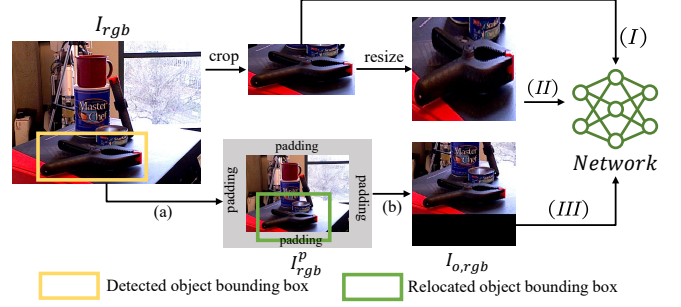 I_rgb
crop
resize
(I)
(II)
Master
Chef
Network
padding
padding
padding
padding
(a)
(b)
(III)
I^p_rgb
I_o,rgb
Detected object bounding box
Relocated object bounding box